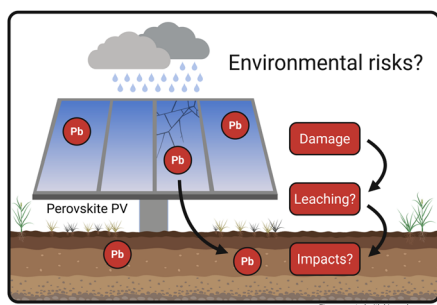 Environmental risks?
Pb
Pb
Pb
Damage
Perovskite PV
Leaching?
Pb
Pb
Impacts?